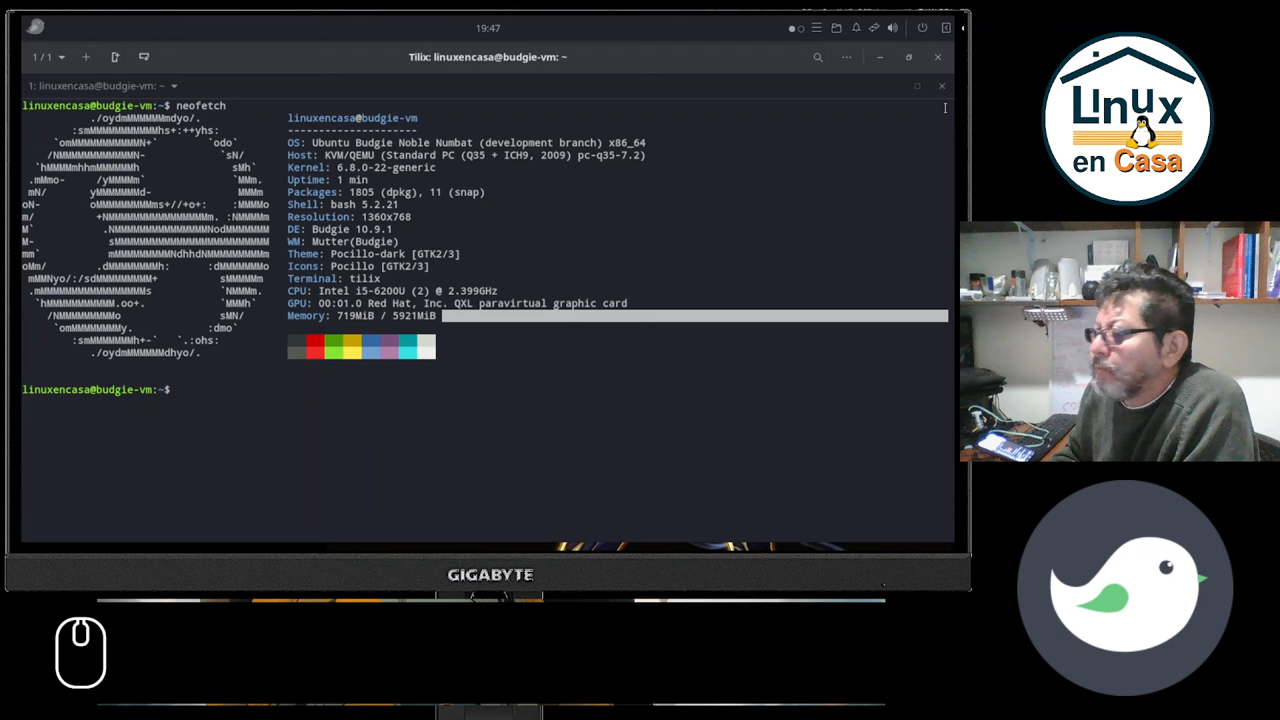 19:47
1 / 1
Tilix: linuxencasa@budgie-vm: ~
1: linuxencasa@budgie-vm: ~
linuxencasa@budgie-vm:~$ neofetch
linuxencasa@budgie-vm
---------------------
OS: Ubuntu Budgie Noble Numbat (development branch) x86_64
Host: KVM/QEMU (Standard PC (Q35 + ICH9, 2009) pc-q35-7.2)
Kernel: 6.8.0-22-generic
Uptime: 1 min
Packages: 1805 (dpkg), 11 (snap)
Shell: bash 5.2.21
Resolution: 1360x768
DE: Budgie 10.9.1
WM: Mutter(Budgie)
Theme: Pocillo-dark [GTK2/3]
Icons: Pocillo [GTK2/3]
Terminal: tilix
CPU: Intel i5-6200U (2) @ 2.399GHz
GPU: 00:01.0 Red Hat, Inc. QXL paravirtual graphic card
Memory: 719MiB / 5921MiB
linuxencasa@budgie-vm:~$
GIGABYTE
Linux
en Casa